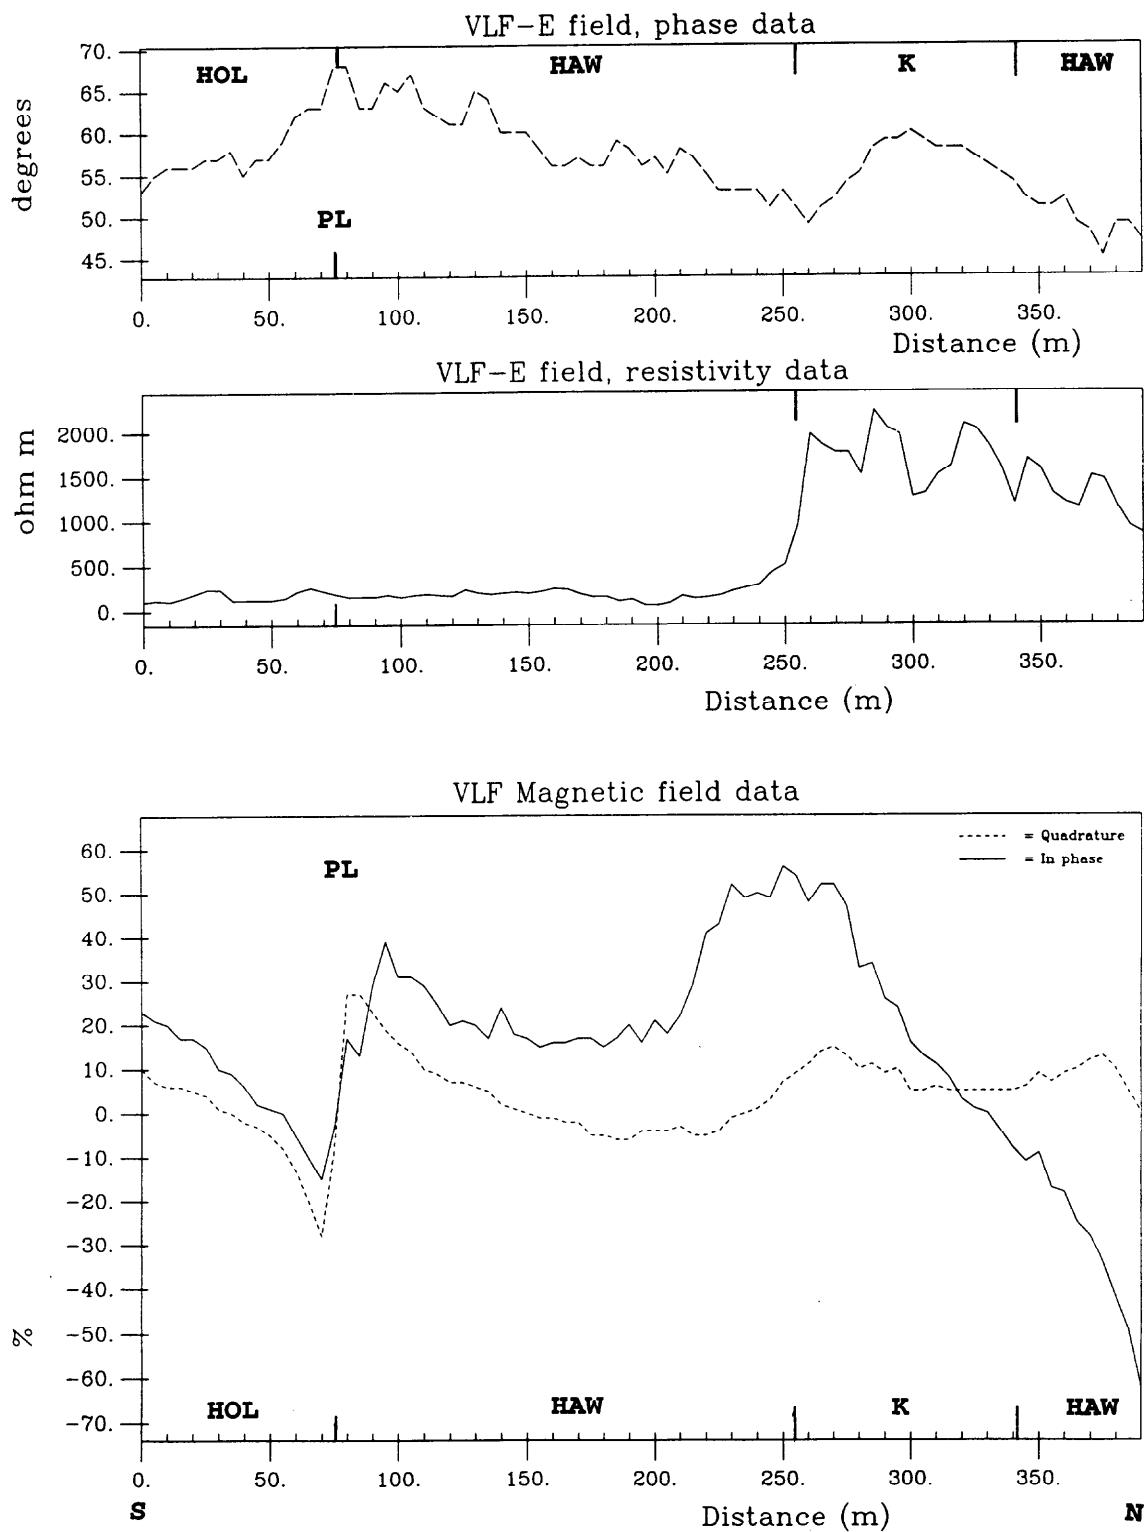 VLF-E field, phase data
70.
HOL HAW K HAW
65.
60.
degrees
55.
50.
PL
45.
0. 50. 100. 150. 200. 250. 300. 350.
Distance (m)
VLF-E field, resistivity data
2000.
1500.
ohm m
1000.
500.
0.
0. 50. 100. 150. 200. 250. 300. 350.
Distance (m)
VLF Magnetic field data
= Quadrature
= In phase
60.
PL
50.
40.
30.
20.
10.
0.
-10.
-20.
-30.
-40.
%
-50.
-60.
HOL HAW K HAW
-70.
0. 50. 100. 150. 200. 250. 300. 350.
S Distance (m) N